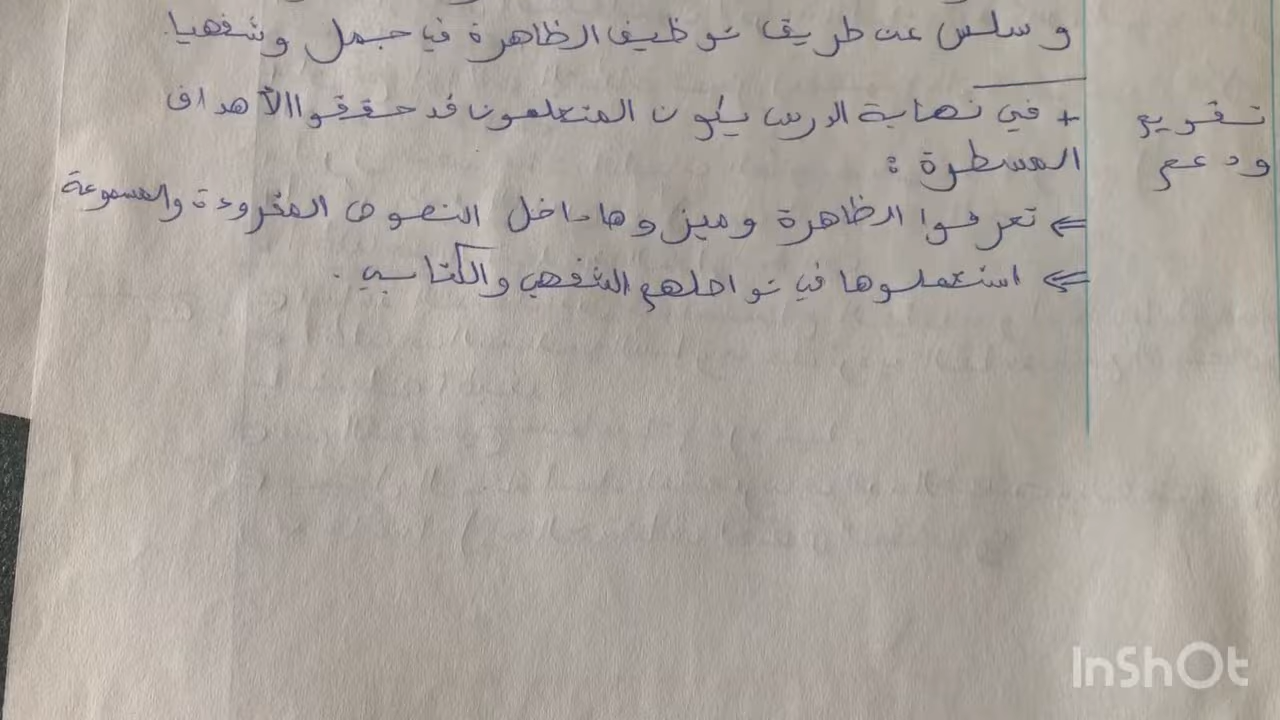 وسلس عن طريق توظيف الظاهرة في جمل وشفهيا.
تقويم ودعم
+ في نهاية الدرس يكون المتعلمون قد حققوا الأهداف
المسطرة :
⇐ تعرفوا الظاهرة وميزوها داخل النصوص المقروءة والمسموعة
⇐ استعملوها في تواصلهم الشفهي والكتابي.
InShOt